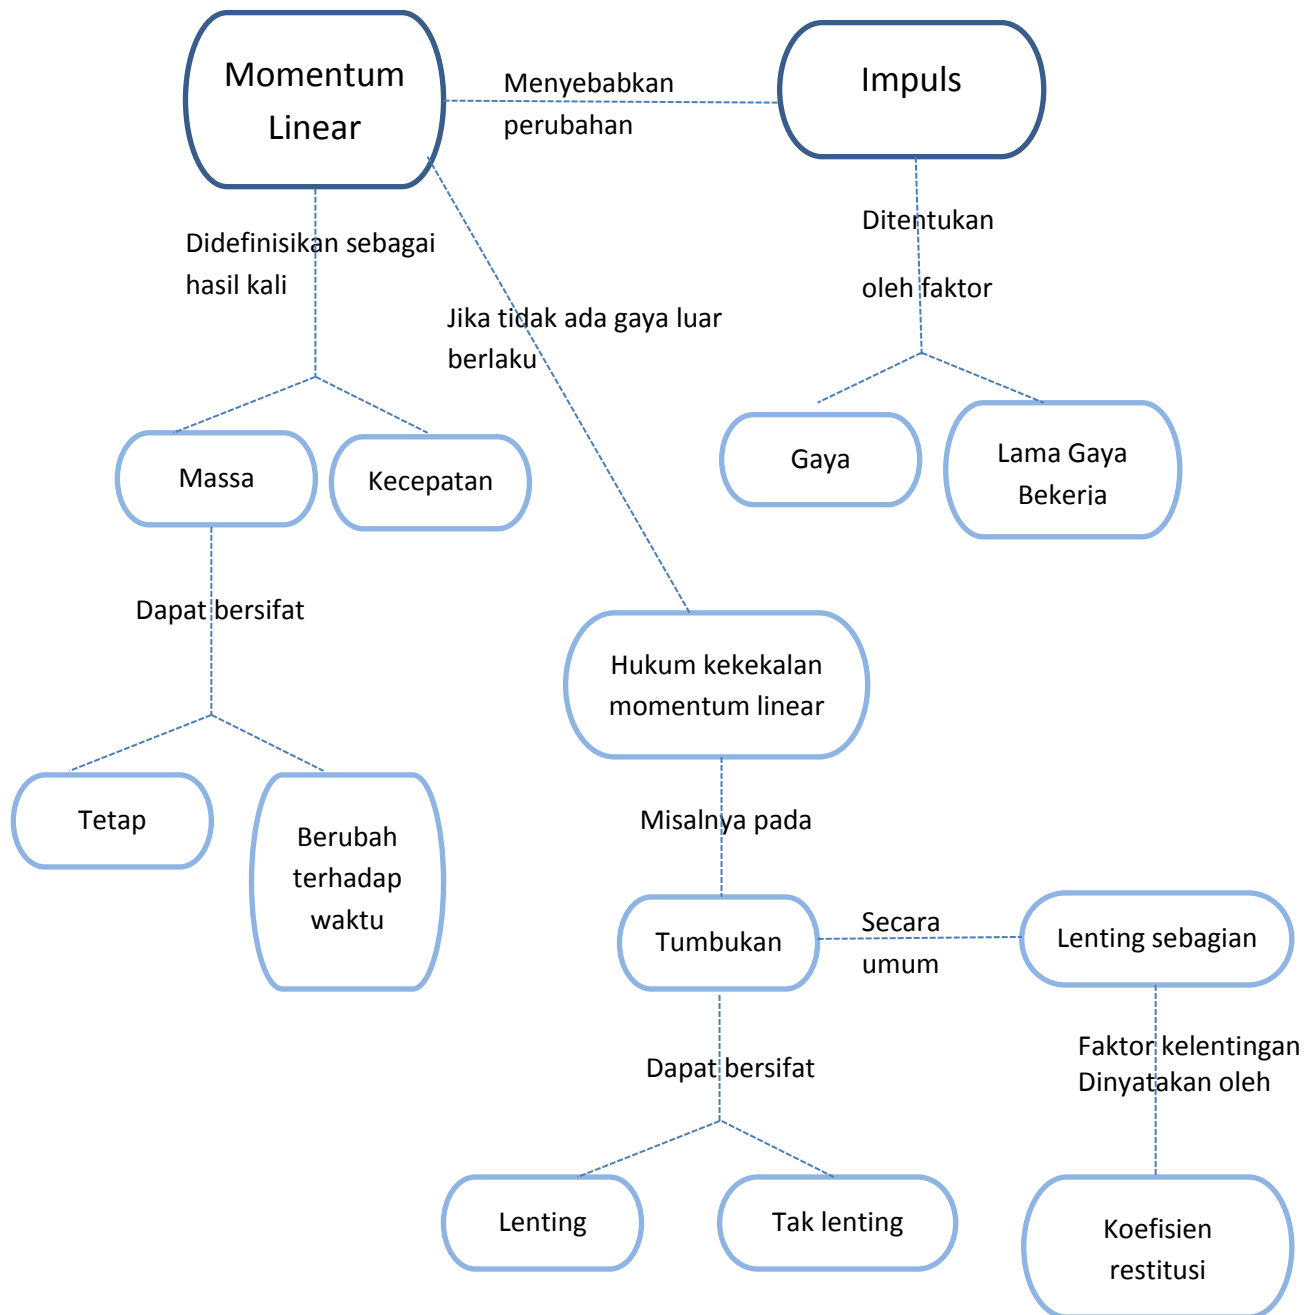 Momentum
Linear
Menyebabkan
perubahan
Impuls
Didefinisikan sebagai
hasil kali
Ditentukan
oleh faktor
Jika tidak ada gaya luar
berlaku
Massa
Kecepatan
Gaya
Lama Gaya
Bekerja
Dapat bersifat
Hukum kekekalan
momentum linear
Tetap
Berubah
terhadap
waktu
Misalnya pada
Tumbukan
Secara
umum
Lenting sebagian
Dapat bersifat
Faktor kelentingan
Dinyatakan oleh
Lenting
Tak lenting
Koefisien
restitusi